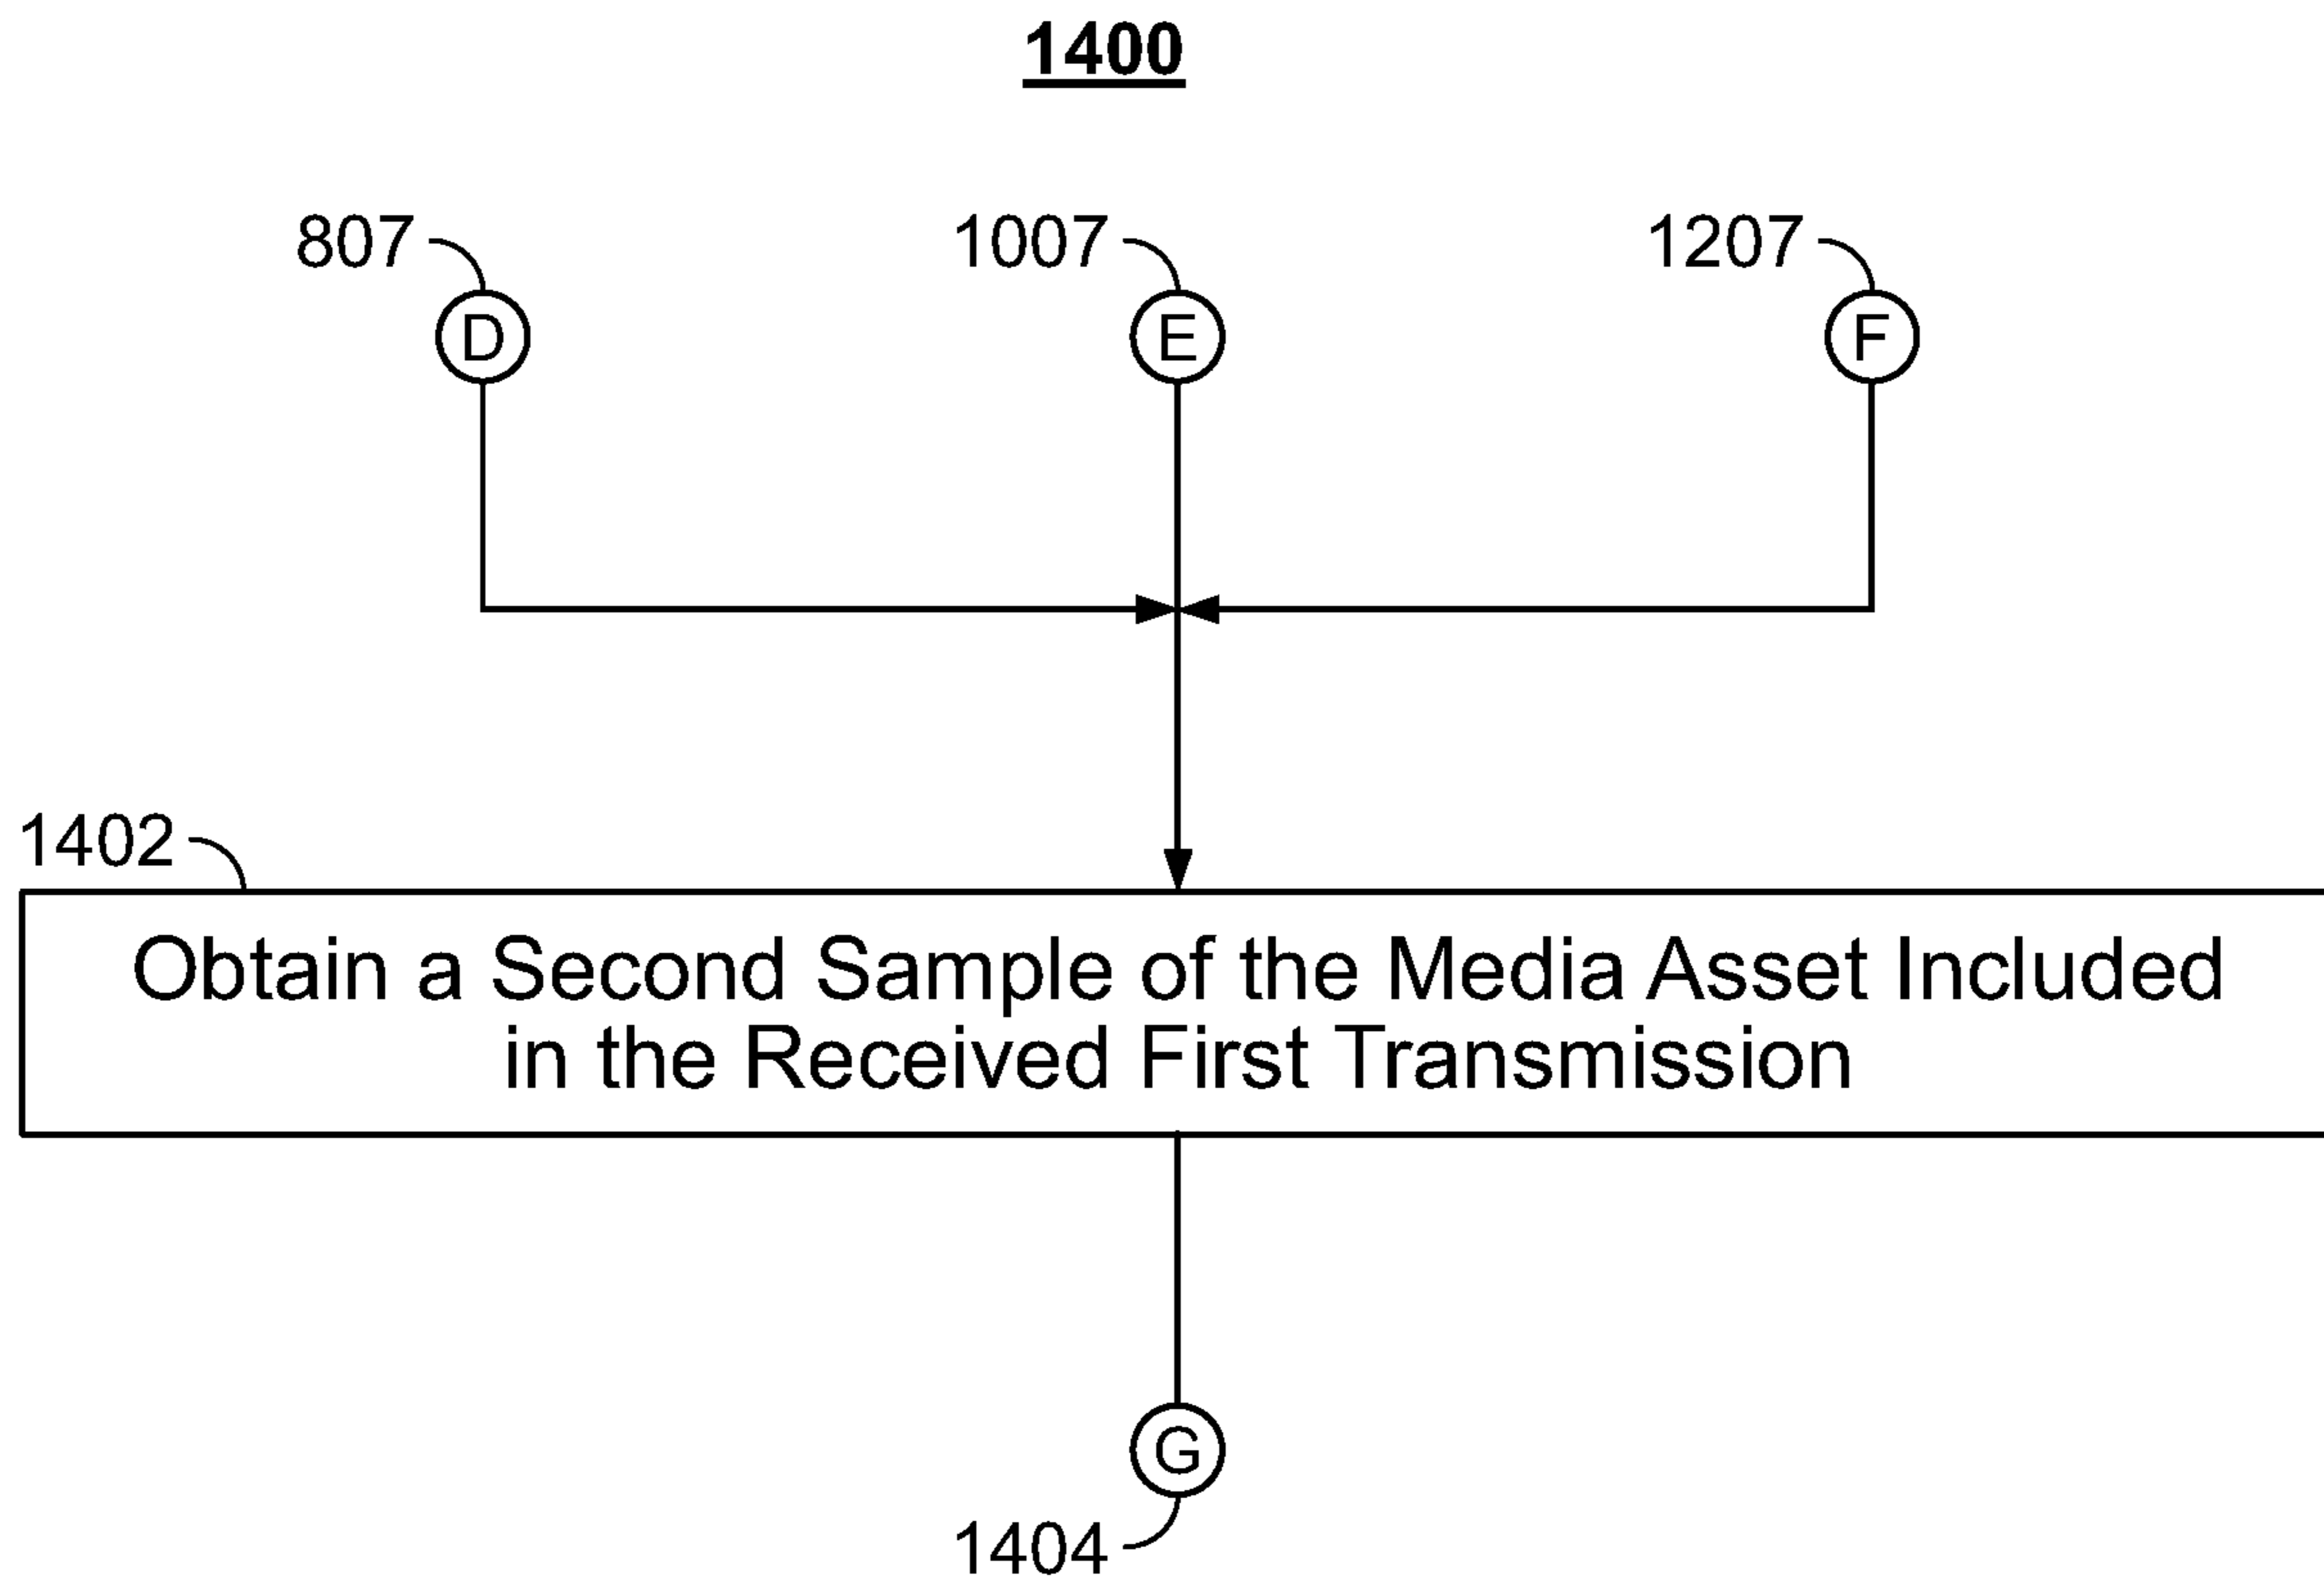 1400
807
1007
1207
D
E
F
1402
Obtain a Second Sample of the Media Asset Included
in the Received First Transmission
G
1404